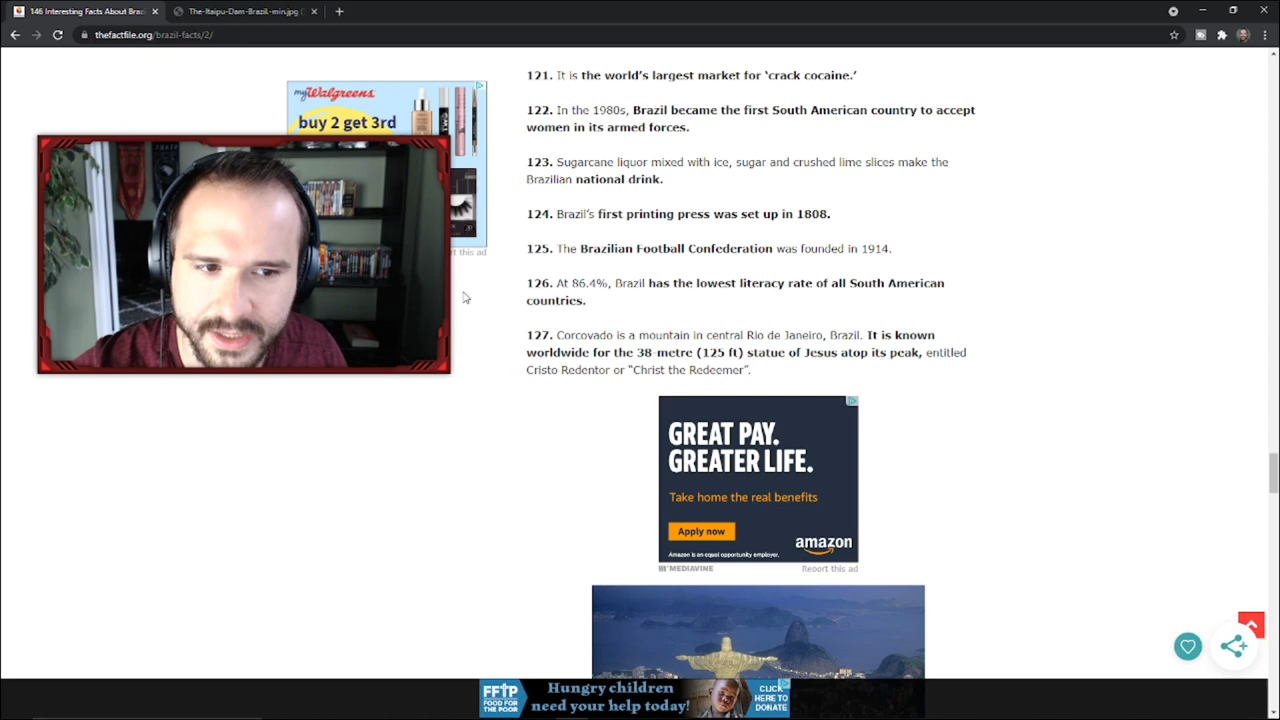 146 Interesting Facts About Brazi
The-Itaipu-Dam-Brazil.-min.jpg (
thefactfile.org/brazil-facts/2/
121. It is the world's largest market for 'crack cocaine.'
122. In the 1980s, Brazil became the first South American country to accept
women in its armed forces.
123. Sugarcane liquor mixed with ice, sugar and crushed lime slices make the
Brazilian national drink.
124. Brazil's first printing press was set up in 1808.
125. The Brazilian Football Confederation was founded in 1914.
126. At 86.4%, Brazil has the lowest literacy rate of all South American
countries.
127. Corcovado is a mountain in central Rio de Janeiro, Brazil. It is known
worldwide for the 38-metre (125 ft) statue of Jesus atop its peak, entitled
Cristo Redentor or “Christ the Redeemer”.
myWalgreens
buy 2 get 3rd
t this ad
GREAT PAY.
GREATER LIFE.
Take home the real benefits
Apply now
amazon
Amazon is an equal opportunity employer.
MEDIAVINE
Report this ad
FFTP
FOOD FOR
THE POOR
Hungry children
need your help today!
CLICK
HERE TO
DONATE